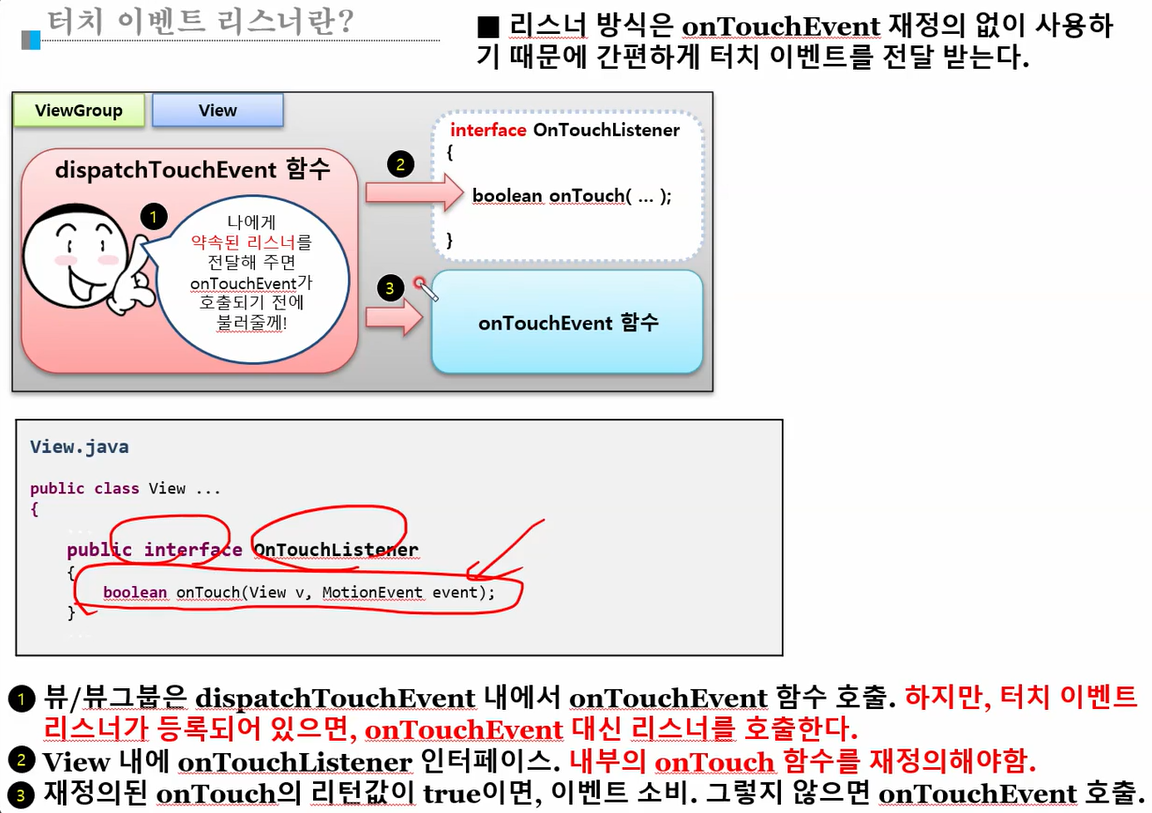 터치 이벤트 리스너란?
■ 리스너 방식은 onTouchEvent 재정의 없이 사용하
기 때문에 간편하게 터치 이벤트를 전달 받는다.
ViewGroup
View
dispatchTouchEvent 함수
1
나에게
약속된 리스너를
전달해 주면
onTouchEvent가
호출되기 전에
불러줄께!
2
interface OnTouchListener
{
boolean onTouch( ... );
}
3
onTouchEvent 함수
View.java
public class View ...
{
...
public interface OnTouchListener
{
boolean onTouch(View v, MotionEvent event);
}
...
1 뷰/뷰그룹은 dispatchTouchEvent 내에서 onTouchEvent 함수 호출. 하지만, 터치 이벤트
리스너가 등록되어 있으면, onTouchEvent 대신 리스너를 호출한다.
2 View 내에 onTouchListener 인터페이스. 내부의 onTouch 함수를 재정의해야함.
3 재정의된 onTouch의 리턴값이 true이면, 이벤트 소비. 그렇지 않으면 onTouchEvent 호출.